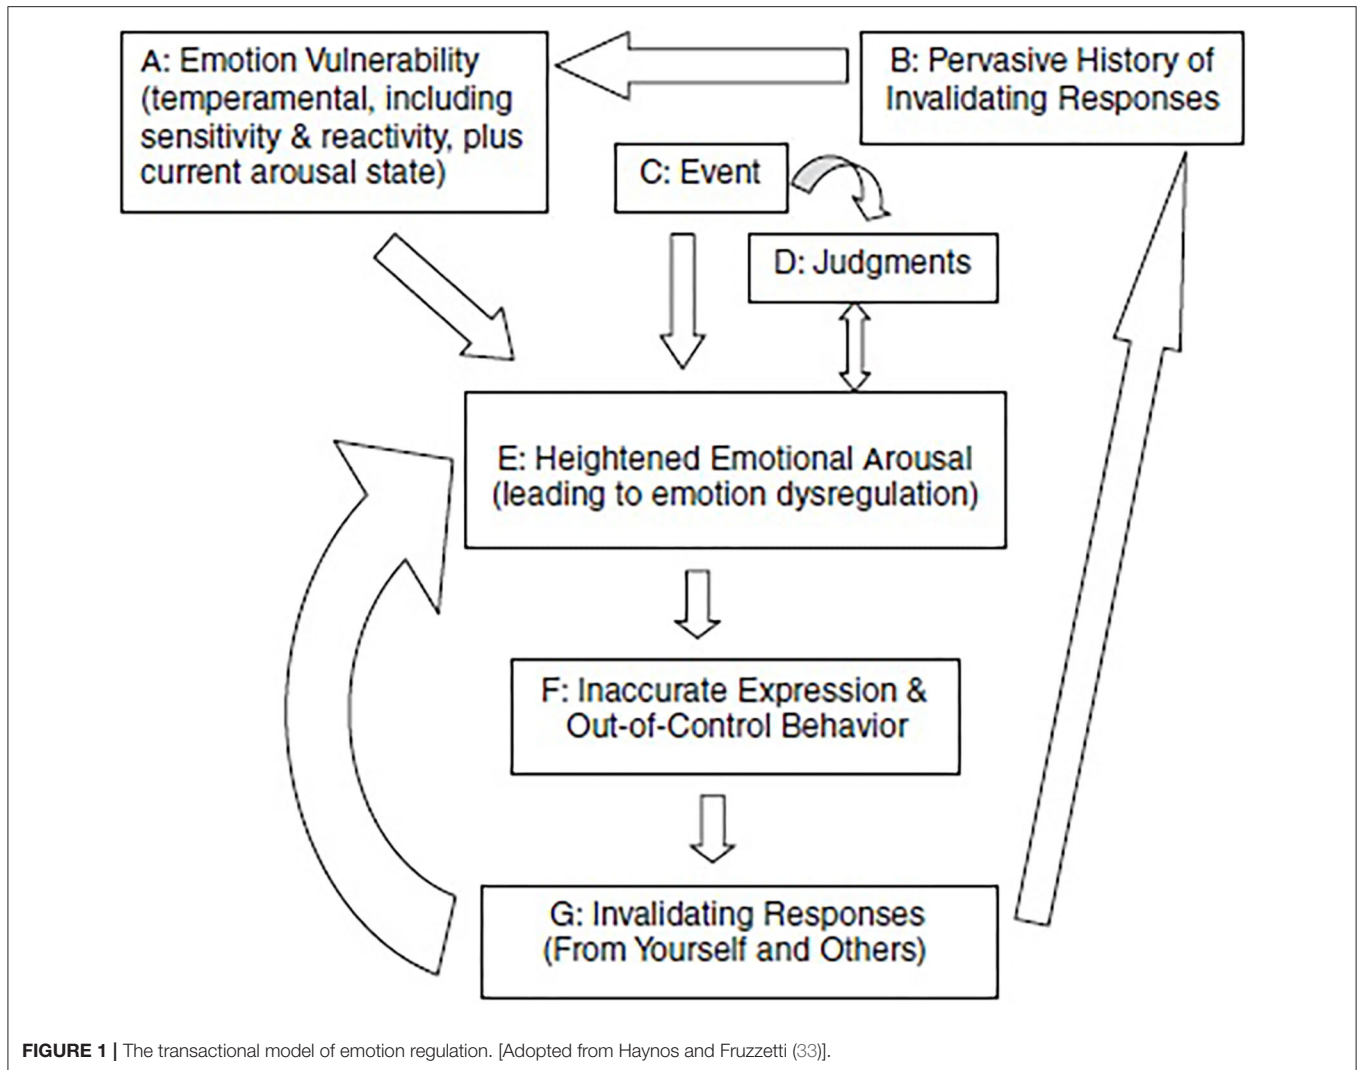 A: Emotion Vulnerability
(temperamental, including
sensitivity & reactivity, plus
current arousal state)
B: Pervasive History of
Invalidating Responses
C: Event
D: Judgments
E: Heightened Emotional Arousal
(leading to emotion dysregulation)
F: Inaccurate Expression &
Out-of-Control Behavior
G: Invalidating Responses
(From Yourself and Others)
FIGURE 1 | The transactional model of emotion regulation. [Adopted from Haynos and Fruzzetti (33)].